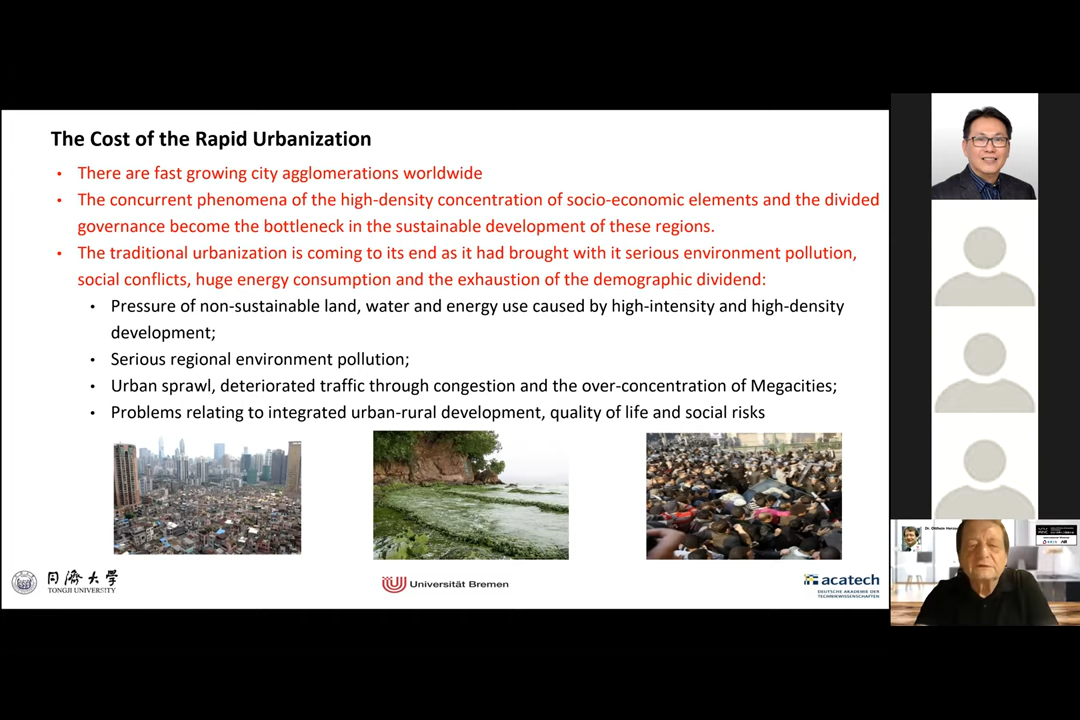 The Cost of the Rapid Urbanization
• There are fast growing city agglomerations worldwide
• The concurrent phenomena of the high-density concentration of socio-economic elements and the divided
governance become the bottleneck in the sustainable development of these regions.
• The traditional urbanization is coming to its end as it had brought with it serious environment pollution,
social conflicts, huge energy consumption and the exhaustion of the demographic dividend:
• Pressure of non-sustainable land, water and energy use caused by high-intensity and high-density
development;
• Serious regional environment pollution;
• Urban sprawl, deteriorated traffic through congestion and the over-concentration of Megacities;
• Problems relating to integrated urban-rural development, quality of life and social risks
同濟大學
TONGJI UNIVERSITY
Universität Bremen
acatech
DEUTSCHE AKADEMIE DER
TECHNIKWISSENSCHAFTEN